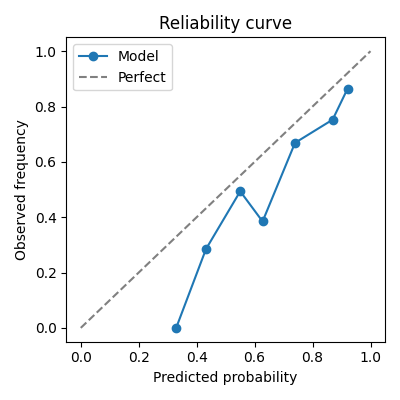 Reliability curve
Model
Perfect
1.0
0.8
0.6
0.4
0.2
0.0
Observed frequency
0.0 0.2 0.4 0.6 0.8 1.0
Predicted probability